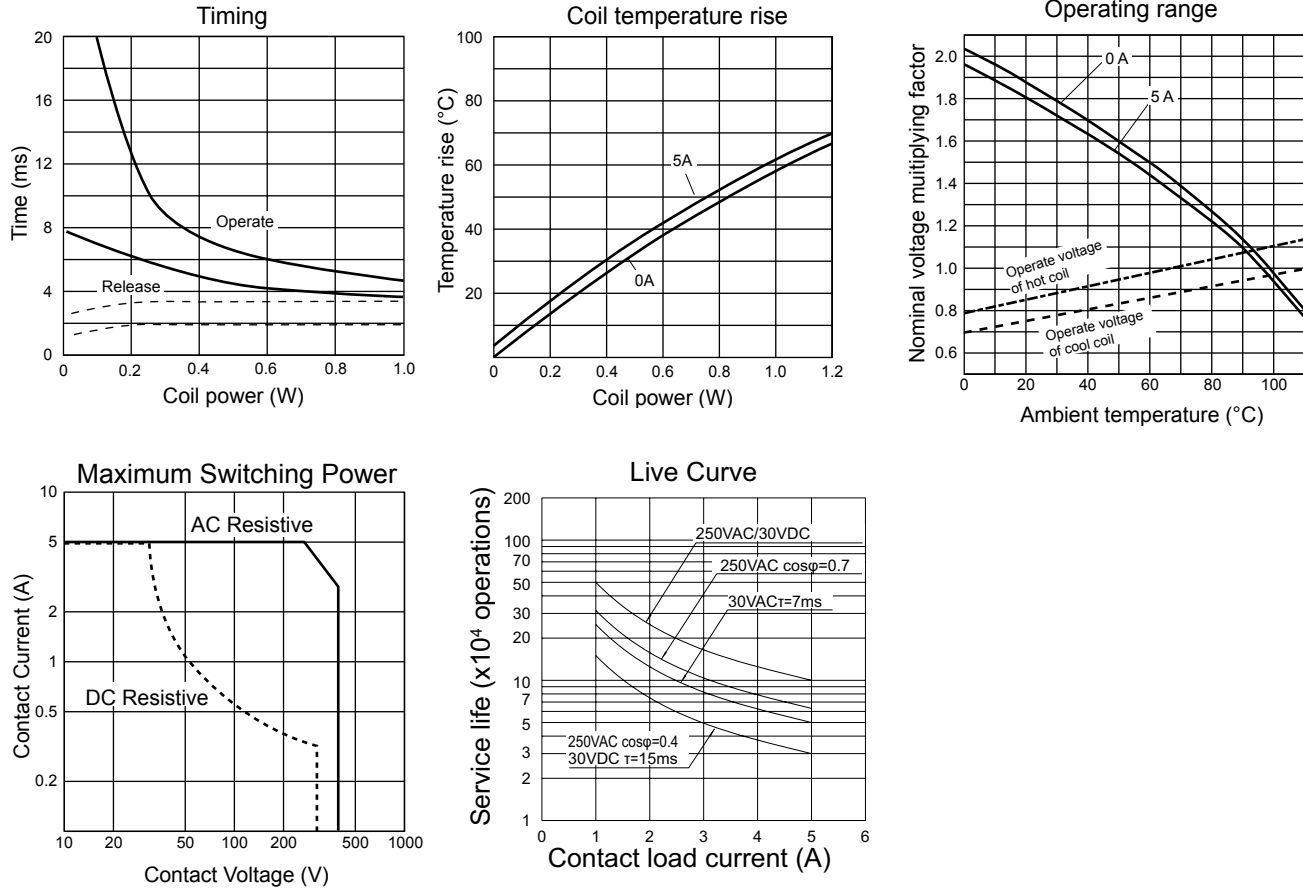 Timing
20
16
12
8
4
0
Time (ms)
Operate
Release
0 0.2 0.4 0.6 0.8 1.0
Coil power (W)
Coil temperature rise
100
80
60
40
20
Temperature rise (°C)
5A
0A
0 0.2 0.4 0.6 0.8 1.0 1.2
Coil power (W)
Operating range
2.0
1.8
1.6
1.4
1.2
1.0
0.8
0.6
Nominal voltage muitiplying factor
0 A
5 A
Operate voltage
of hot coil
Operate voltage
of cool coil
0 20 40 60 80 100
Ambient temperature (°C)
Maximum Switching Power
10
5
2
1
0.5
0.2
Contact Current (A)
AC Resistive
DC Resistive
10 20 50 100 200 500 1000
Contact Voltage (V)
Live Curve
200
100
70
50
30
20
10
7
5
3
2
1
Service life (x10⁴ operations)
250VAC/30VDC
250VAC cosφ=0.7
30VACτ=7ms
250VAC cosφ=0.4
30VDC τ=15ms
0 1 2 3 4 5 6
Contact load current (A)